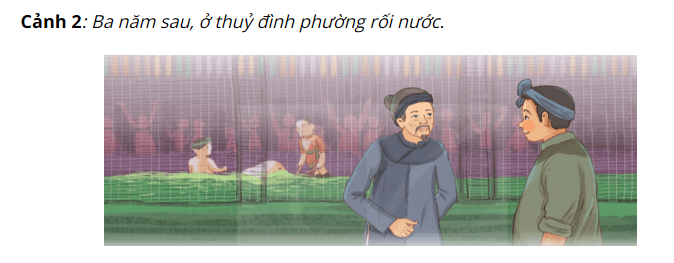 Cảnh 2: Ba năm sau, ở thuỷ đình phường rối nước.